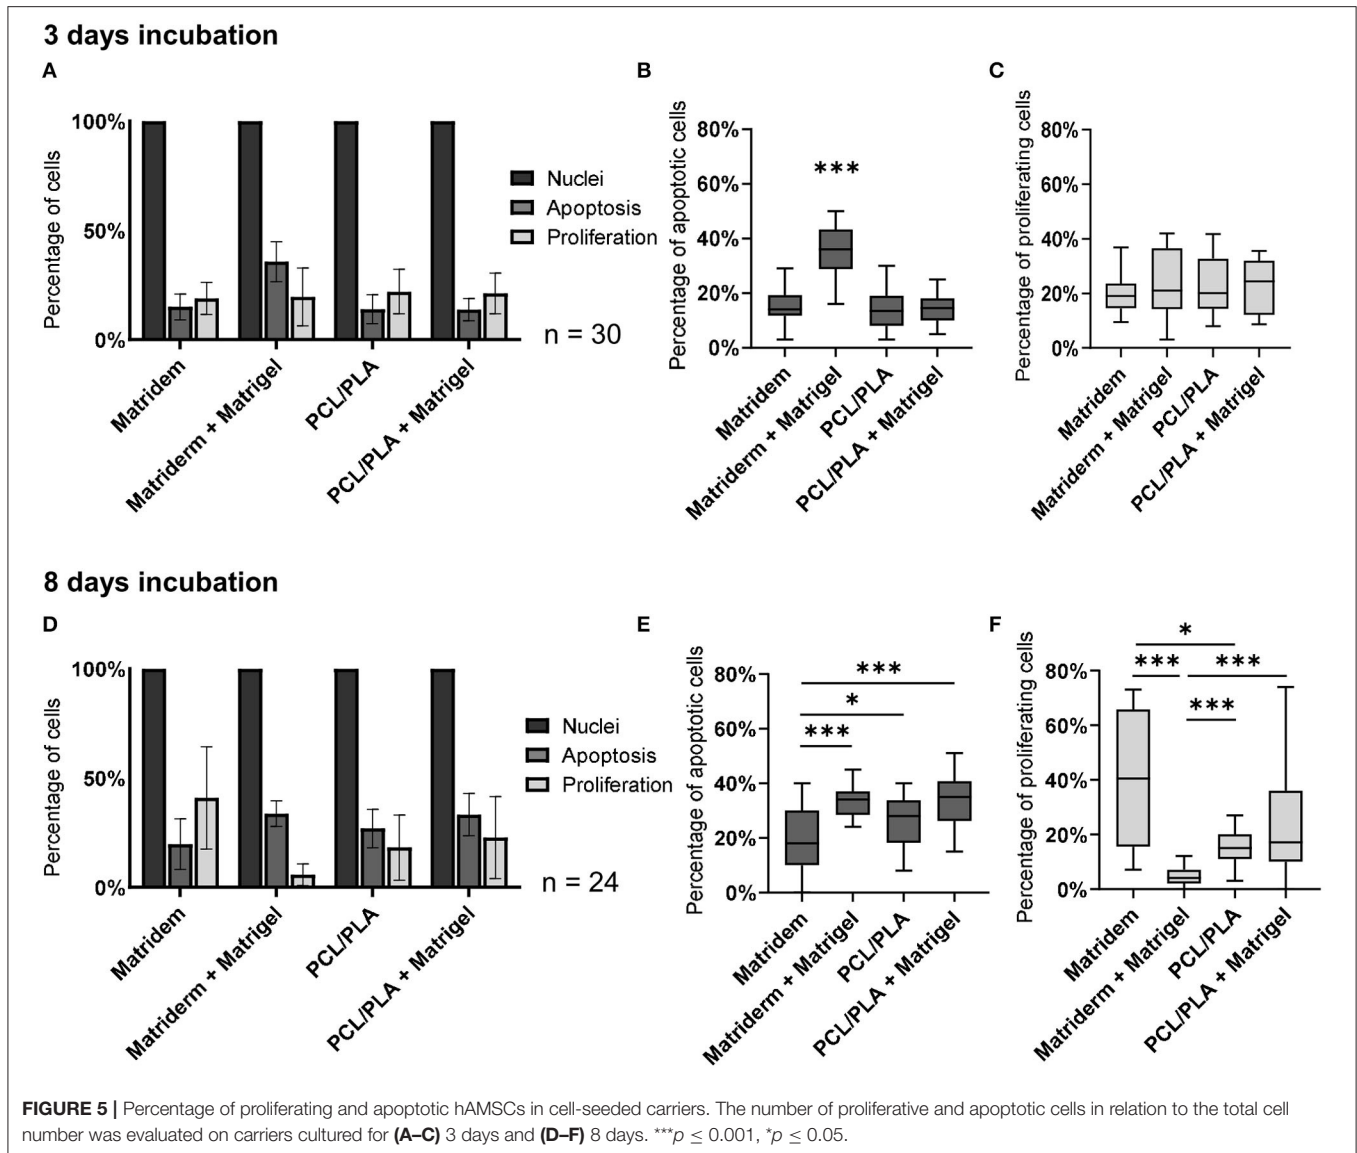 3 days incubation
A
100%
50%
0%
Percentage of cells
Nuclei
Apoptosis
Proliferation
n = 30
Matridem
Matriderm + Matrigel
PCL/PLA
PCL/PLA + Matrigel
B
Percentage of apoptotic cells
80%
60%
40%
20%
0%
***
Matridem
Matriderm + Matrigel
PCL/PLA
PCL/PLA + Matrigel
C
Percentage of proliferating cells
80%
60%
40%
20%
0%
Matridem
Matriderm + Matrigel
PCL/PLA
PCL/PLA + Matrigel
8 days incubation
D
100%
50%
0%
Percentage of cells
Nuclei
Apoptosis
Proliferation
n = 24
Matridem
Matriderm + Matrigel
PCL/PLA
PCL/PLA + Matrigel
E
Percentage of apoptotic cells
80%
60%
40%
20%
0%
***
*
***
Matridem
Matriderm + Matrigel
PCL/PLA
PCL/PLA + Matrigel
F
Percentage of proliferating cells
80%
60%
40%
20%
0%
*
*** ***
***
Matridem
Matriderm + Matrigel
PCL/PLA
PCL/PLA + Matrigel
FIGURE 5 | Percentage of proliferating and apoptotic hAMSCs in cell-seeded carriers. The number of proliferative and apoptotic cells in relation to the total cell
number was evaluated on carriers cultured for (A–C) 3 days and (D–F) 8 days. ***p ≤ 0.001, *p ≤ 0.05.